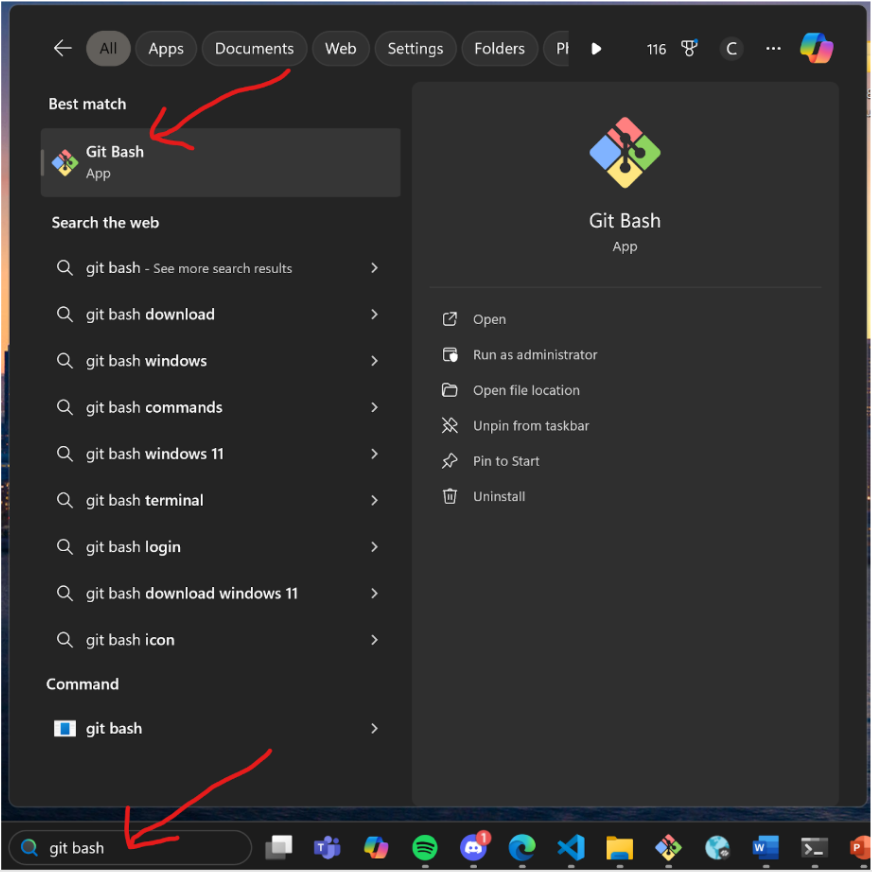 All Apps Documents Web Settings Folders 116 C
Best match
Git Bash
App
Search the web
git bash - See more search results
git bash download
git bash windows
git bash commands
git bash windows 11
git bash terminal
git bash login
git bash download windows 11
git bash icon
Command
git bash
Git Bash
App
Open
Run as administrator
Open file location
Unpin from taskbar
Pin to Start
Uninstall
git bash
1